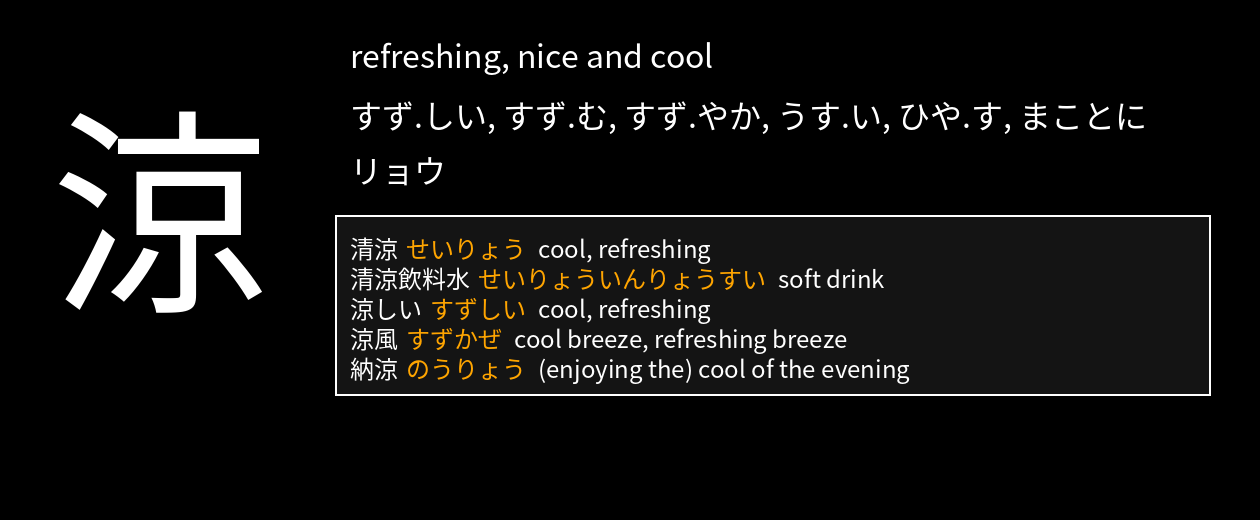 涼
refreshing, nice and cool
すず.しい, すず.む, すず.やか, うす.い, ひや.す, まことに
リョウ
清涼 せいりょう cool, refreshing
清涼飲料水 せいりょういんりょうすい soft drink
涼しい すずしい cool, refreshing
涼風 すずかぜ cool breeze, refreshing breeze
納涼 のうりょう (enjoying the) cool of the evening